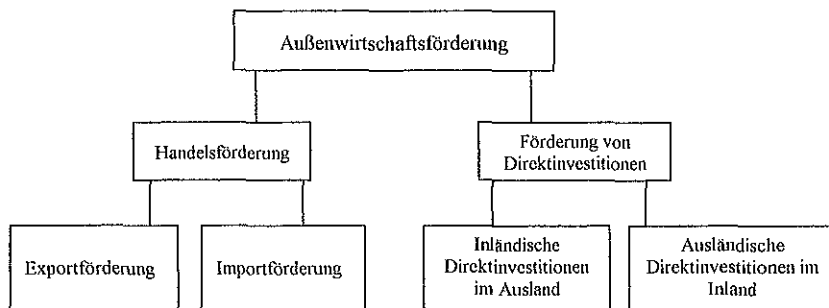 Außenwirtschaftsförderung
Handelsförderung
Förderung von
Direktinvestitionen
Exportförderung
Importförderung
Inländische
Direktinvestitionen
im Ausland
Ausländische
Direktinvestitionen im
Inland